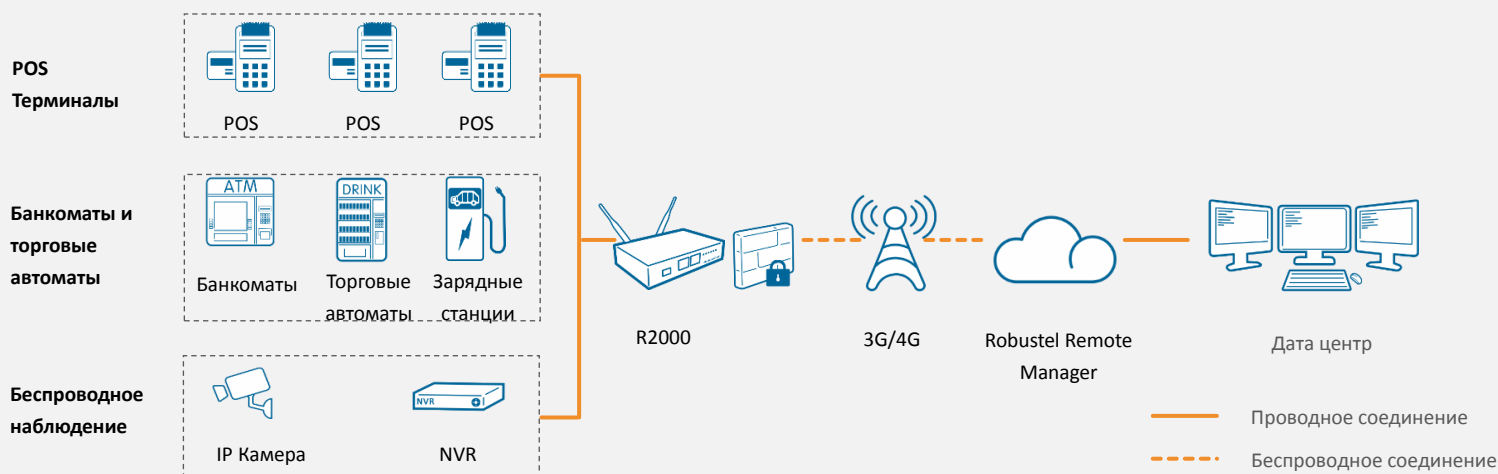 POS
Терминалы
POS
POS
POS
Банкоматы и
торговые
автоматы
ATM
DRINK
Банкоматы
Торговые
автоматы
Зарядные
станции
Беспроводное
наблюдение
NVR
IP Камера
NVR
R2000
3G/4G
Robustel Remote
Manager
Дата центр
Проводное соединение
Беспроводное соединение